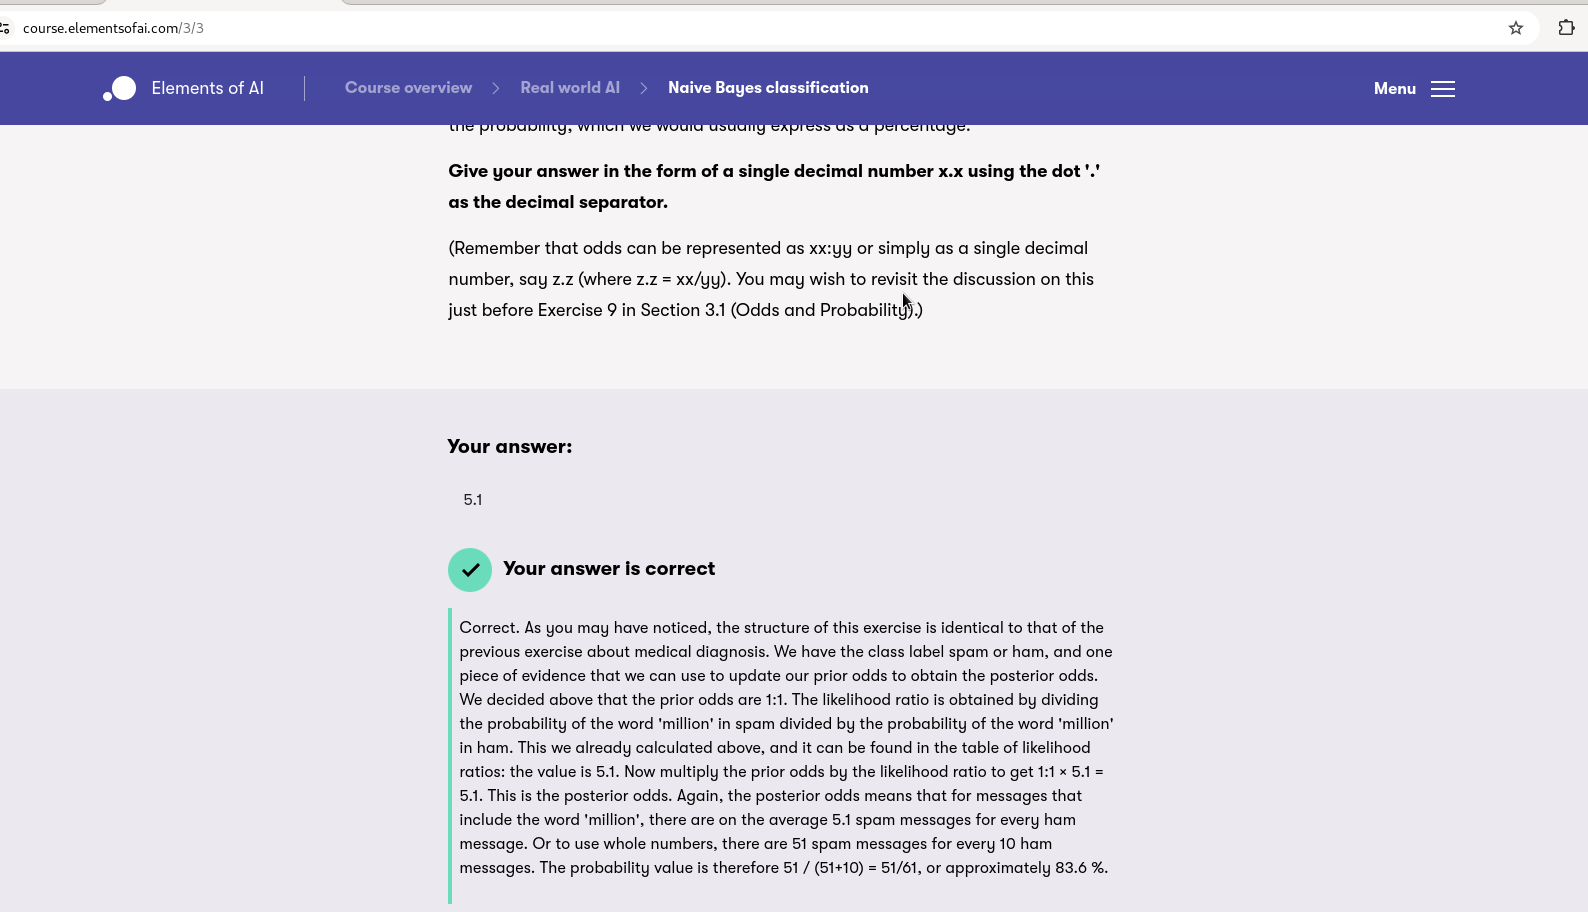 course.elementsofai.com/3/3
Elements of AI
Course overview > Real world AI > Naive Bayes classification
Menu
the probability, which we would usually express as a percentage.
Give your answer in the form of a single decimal number x.x using the dot '.'
as the decimal separator.
(Remember that odds can be represented as xx:yy or simply as a single decimal
number, say z.z (where z.z = xx/yy). You may wish to revisit the discussion on this
just before Exercise 9 in Section 3.1 (Odds and Probability).)
Your answer:
5.1
Your answer is correct
Correct. As you may have noticed, the structure of this exercise is identical to that of the
previous exercise about medical diagnosis. We have the class label spam or ham, and one
piece of evidence that we can use to update our prior odds to obtain the posterior odds.
We decided above that the prior odds are 1:1. The likelihood ratio is obtained by dividing
the probability of the word 'million' in spam divided by the probability of the word 'million'
in ham. This we already calculated above, and it can be found in the table of likelihood
ratios: the value is 5.1. Now multiply the prior odds by the likelihood ratio to get 1:1 × 5.1 =
5.1. This is the posterior odds. Again, the posterior odds means that for messages that
include the word 'million', there are on the average 5.1 spam messages for every ham
message. Or to use whole numbers, there are 51 spam messages for every 10 ham
messages. The probability value is therefore 51 / (51+10) = 51/61, or approximately 83.6 %.